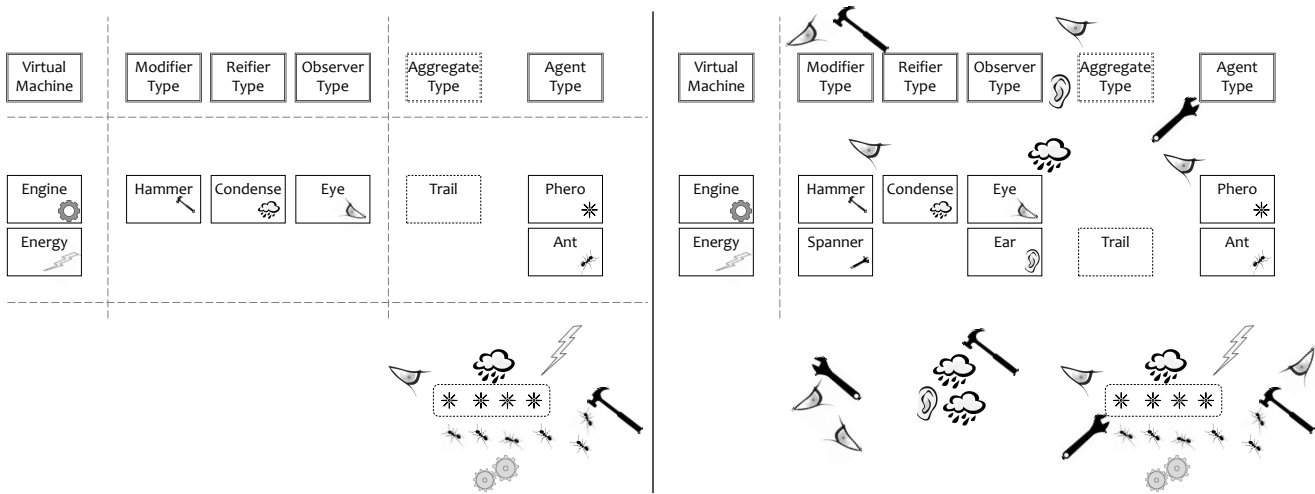 Virtual
Machine
Modifier
Type
Reifier
Type
Observer
Type
Aggregate
Type
Agent
Type
Engine
Hammer
Condense
Eye
Trail
Phero
Energy
Ant
Virtual
Machine
Modifier
Type
Reifier
Type
Observer
Type
Aggregate
Type
Agent
Type
Engine
Hammer
Condense
Eye
Phero
Energy
Spanner
Ear
Trail
Ant